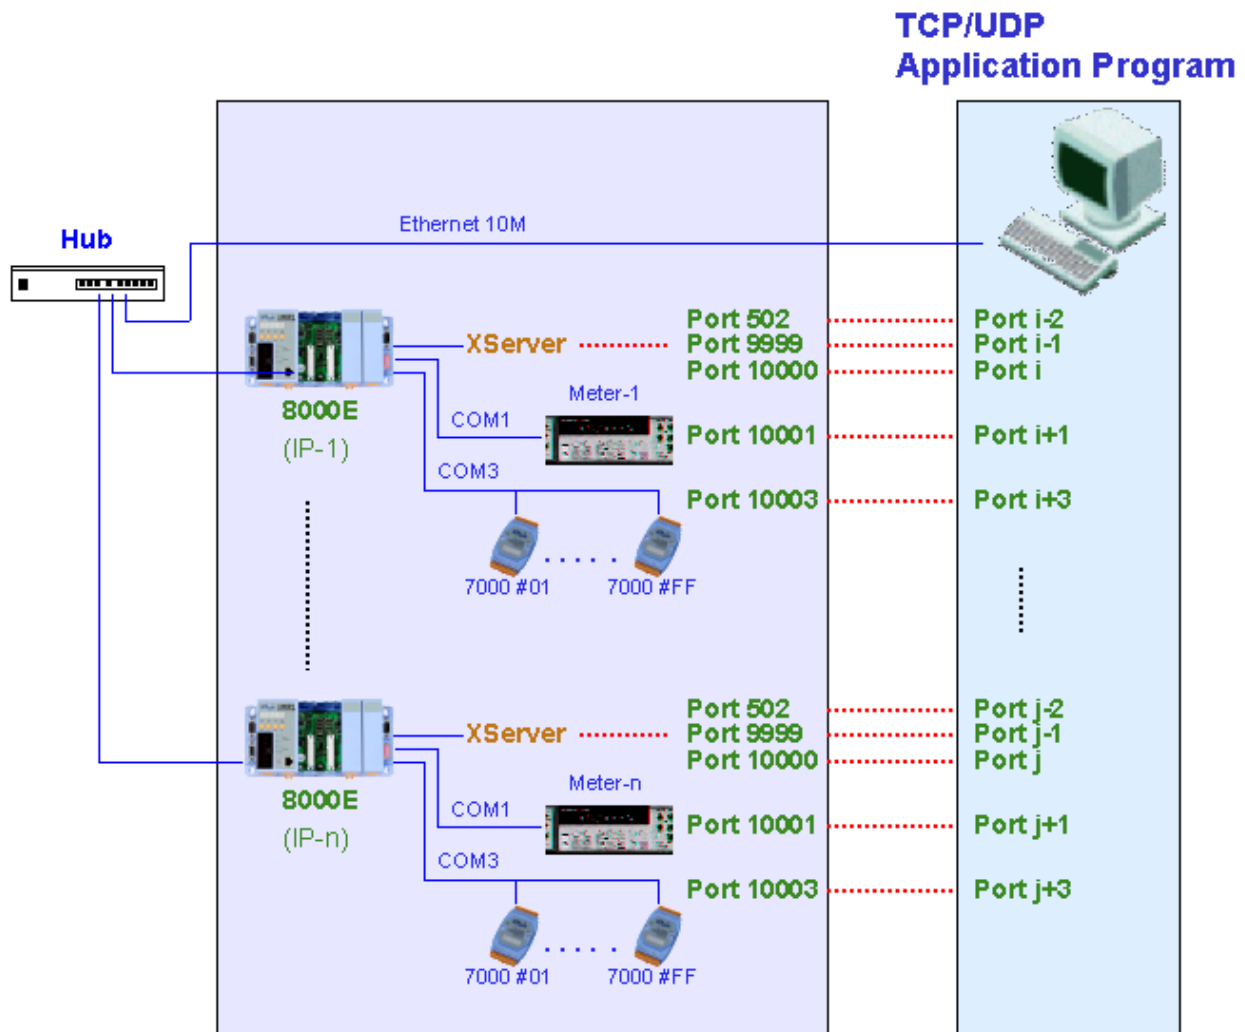 TCP/UDP
Application Program
Ethernet 10M
Hub
Port 502
Port i-2
XServer
Port 9999
Port i-1
Port 10000
Port i
8000E
(IP-1)
Meter-1
COM1
Port 10001
Port i+1
COM3
Port 10003
Port i+3
7000 #01
7000 #FF
Port 502
Port j-2
XServer
Port 9999
Port j-1
Port 10000
Port j
8000E
(IP-n)
Meter-n
COM1
Port 10001
Port j+1
COM3
Port 10003
Port j+3
7000 #01
7000 #FF